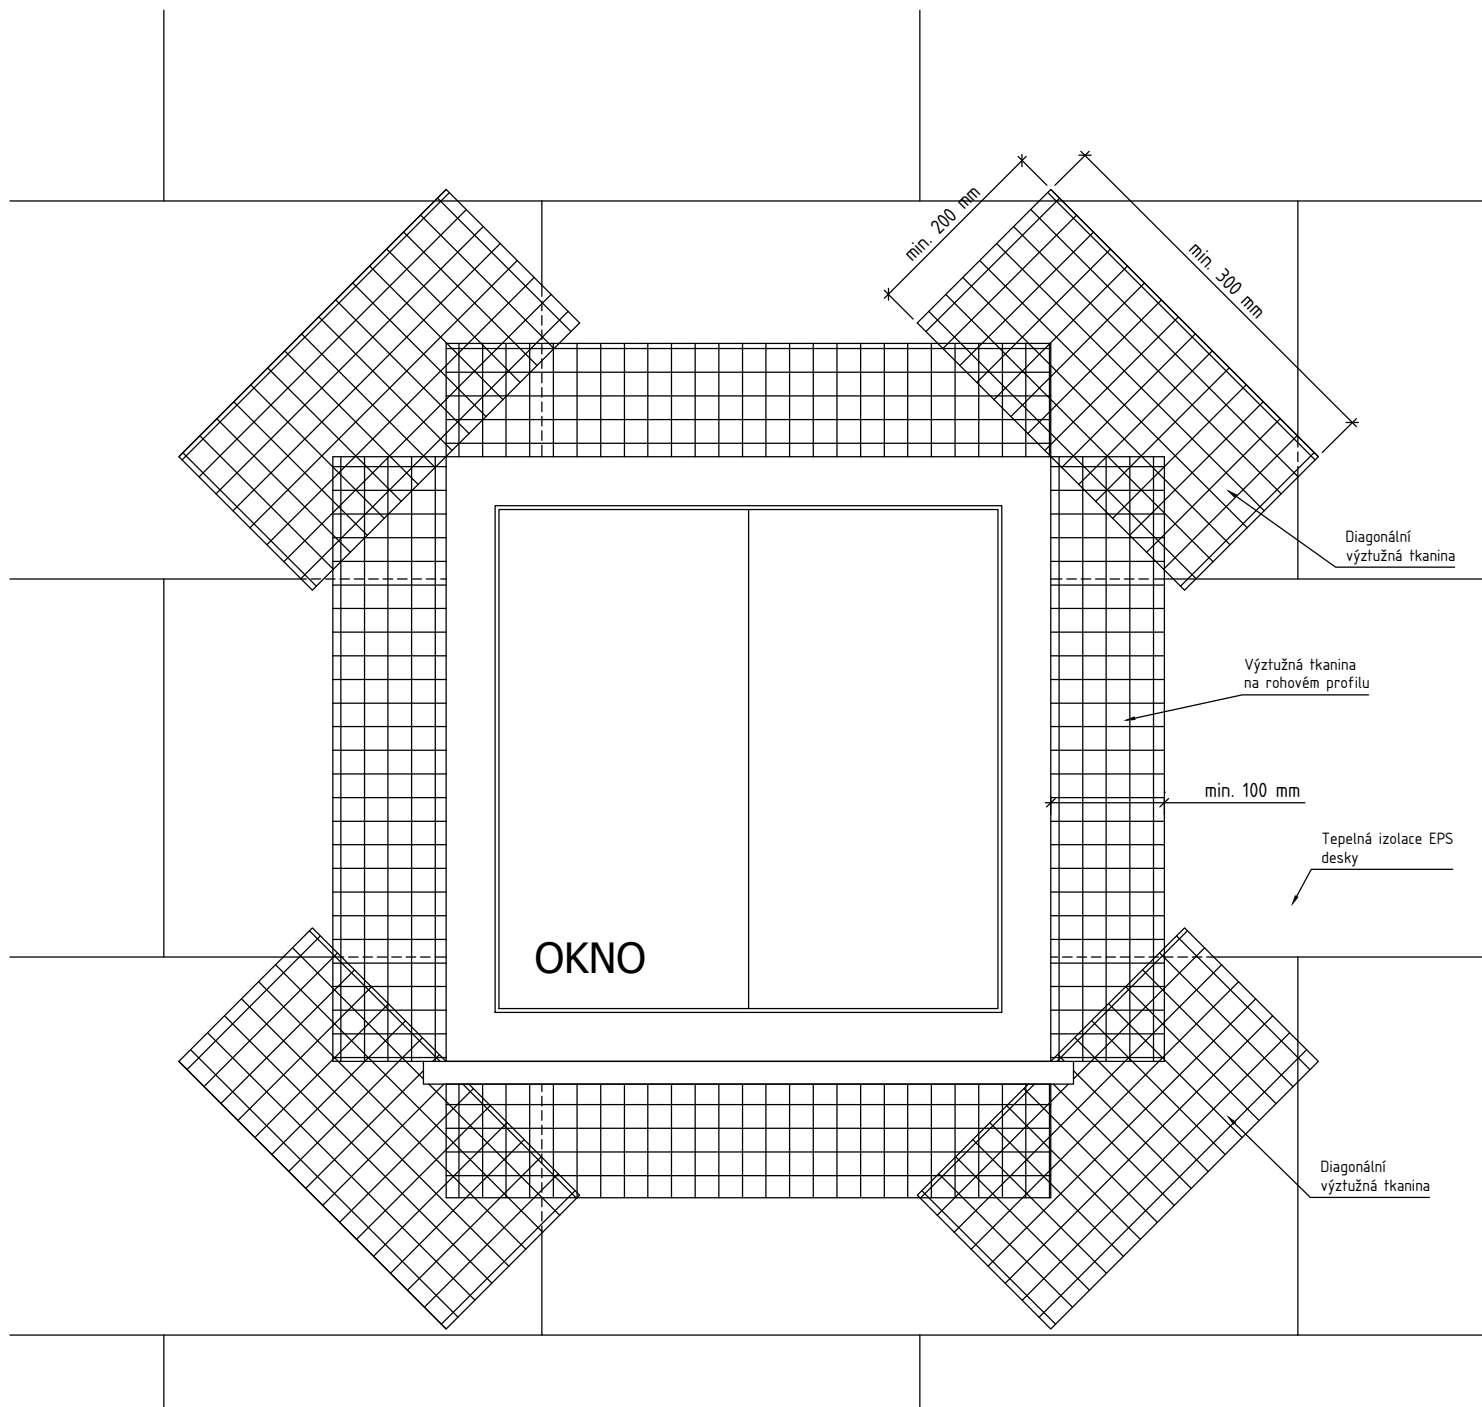 min. 200 mm
min. 300 mm
Diagonální
výztužná tkanina
Výztužná tkanina
na rohovém profilu
min. 100 mm
Tepelná izolace EPS
desky
OKNO
Diagonální
výztužná tkanina